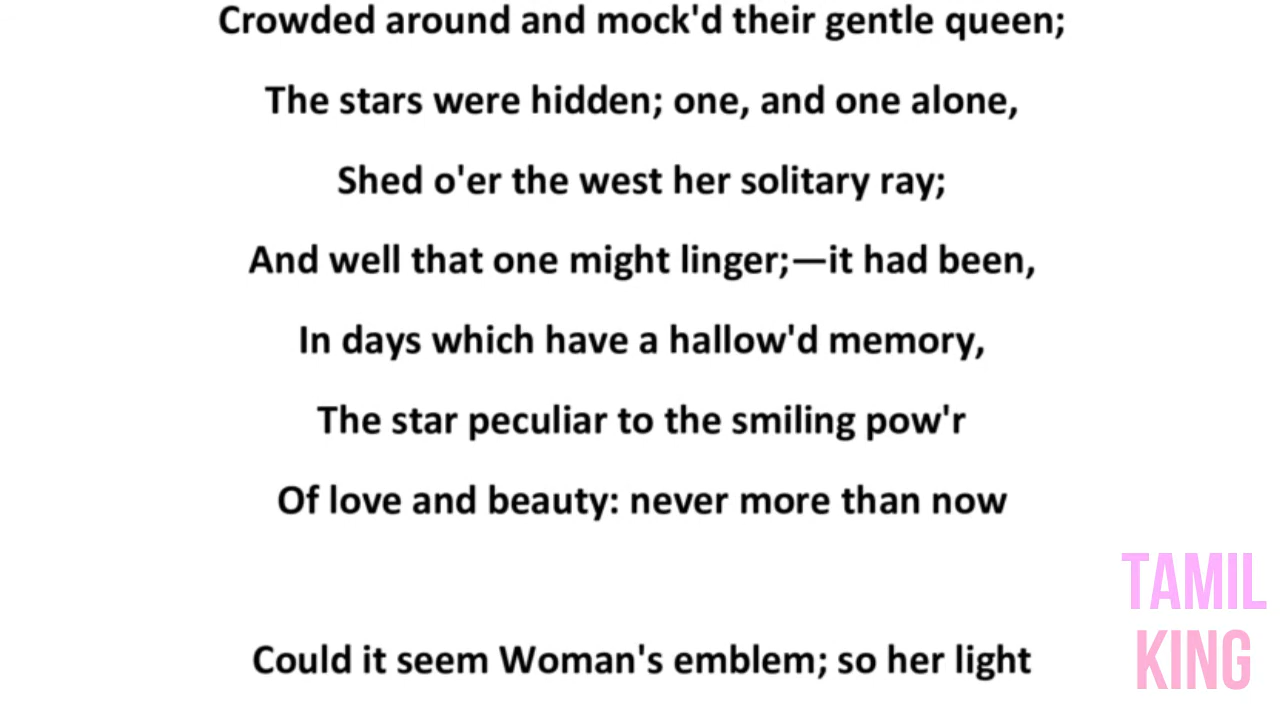 Crowded around and mock'd their gentle queen;
The stars were hidden; one, and one alone,
Shed o'er the west her solitary ray;
And well that one might linger;—it had been,
In days which have a hallow'd memory,
The star peculiar to the smiling pow'r
Of love and beauty: never more than now
Could it seem Woman's emblem; so her light
TAMIL
KING